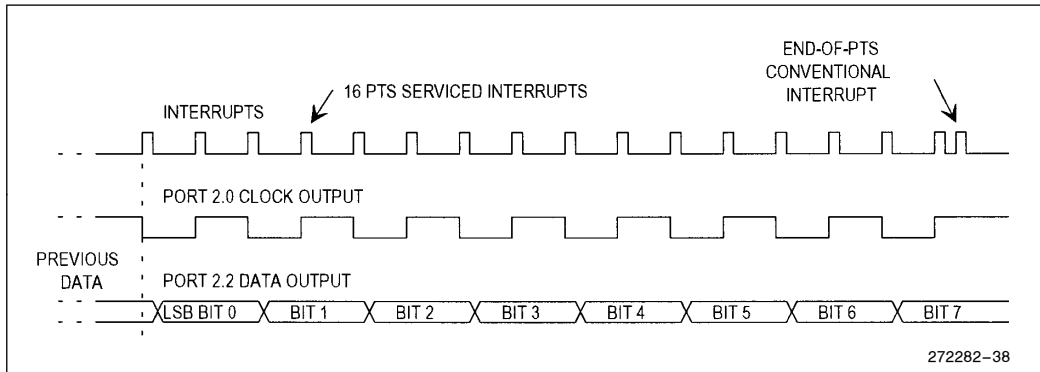 END-OF-PTS
CONVENTIONAL
INTERRUPT
16 PTS SERVICED INTERRUPTS
INTERRUPTS
PORT 2.0 CLOCK OUTPUT
PREVIOUS
DATA
PORT 2.2 DATA OUTPUT
LSB BIT 0 BIT 1 BIT 2 BIT 3 BIT 4 BIT 5 BIT 6 BIT 7
272282–38